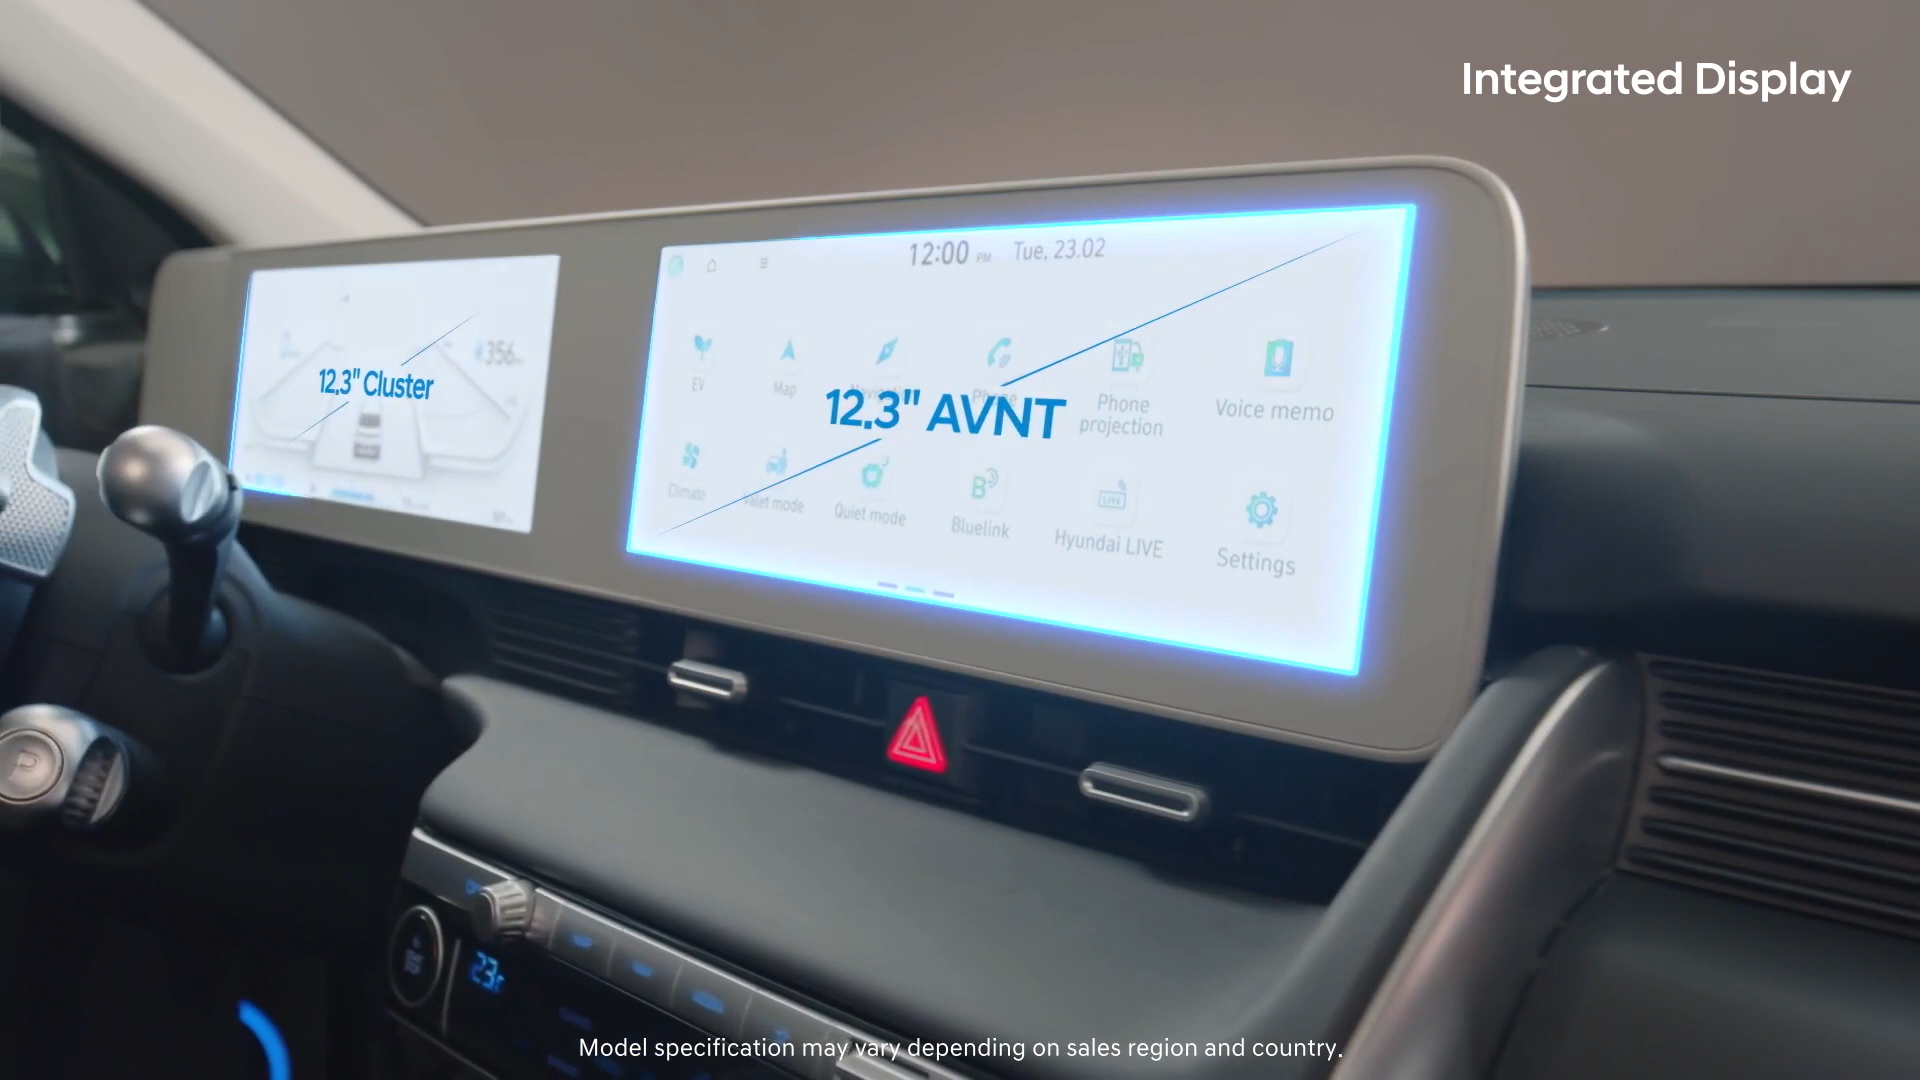 Integrated Display
12:00 PM Tue, 23.02
356
12.3" Cluster
EV
Map
Phone
projection
Voice memo
12.3" AVNT
Climate
Valet mode
Quiet mode
Bluelink
LIVE
Hyundai LIVE
Settings
P
23
Model specification may vary depending on sales region and country.